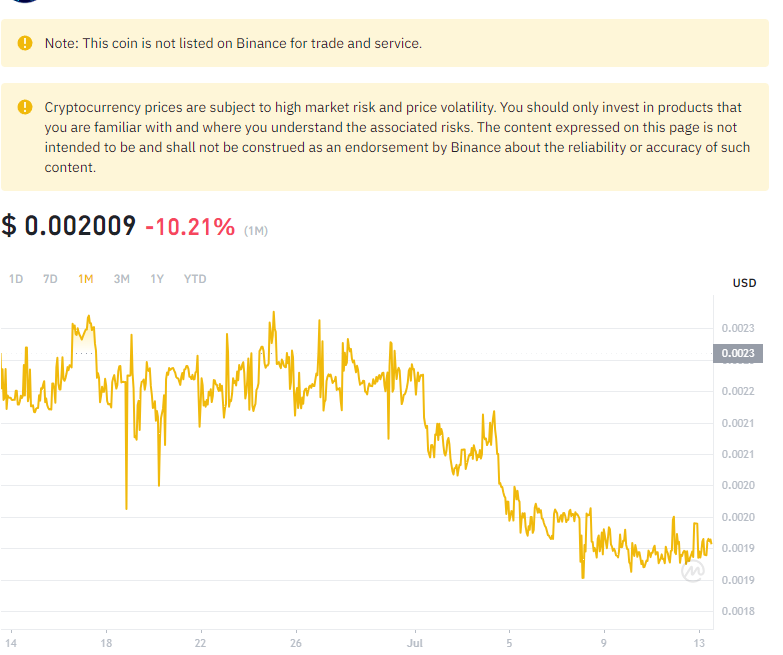 Note: This coin is not listed on Binance for trade and service.
Cryptocurrency prices are subject to high market risk and price volatility. You should only invest in products that
you are familiar with and where you understand the associated risks. The content expressed on this page is not
intended to be and shall not be construed as an endorsement by Binance about the reliability or accuracy of such
content.
$ 0.002009 -10.21% (1M)
1D 7D 1M 3M 1Y YTD
USD
0.0023
0.0023
0.0022
0.0021
0.0021
0.0020
0.0020
0.0019
0.0019
0.0018
14 18 22 26 Jul 5 9 13